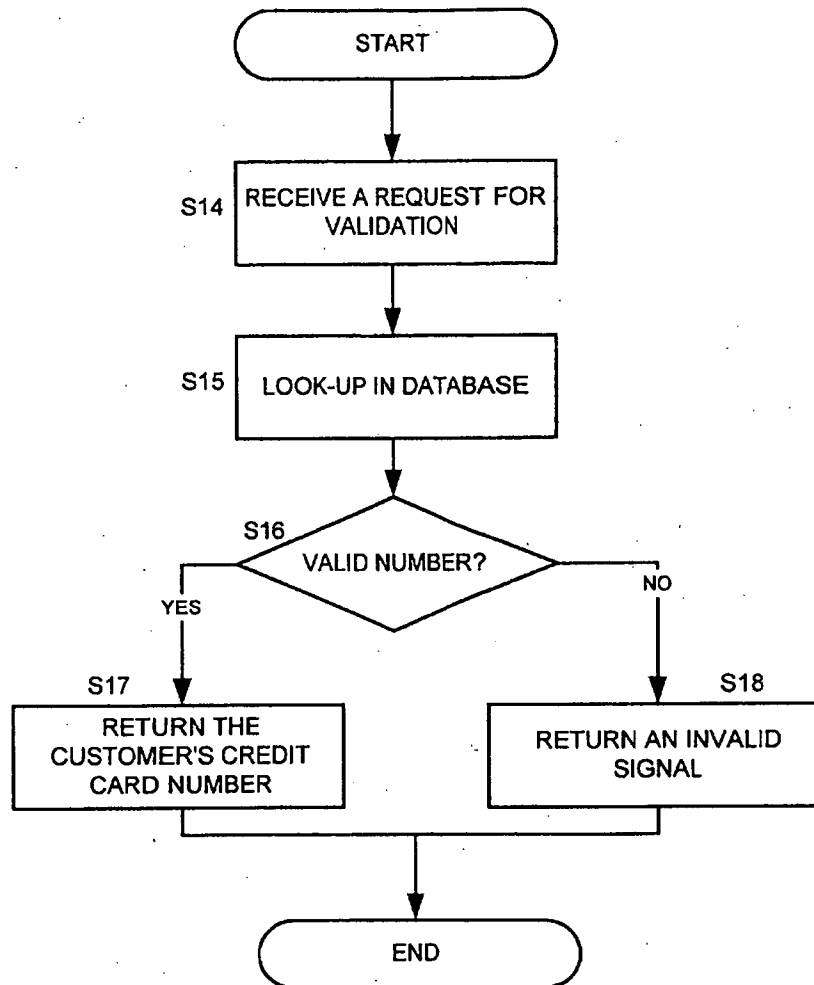 START
S14
RECEIVE A REQUEST FOR
VALIDATION
S15
LOOK-UP IN DATABASE
S16
VALID NUMBER?
YES
NO
S17
S18
RETURN THE
CUSTOMER'S CREDIT
CARD NUMBER
RETURN AN INVALID
SIGNAL
END